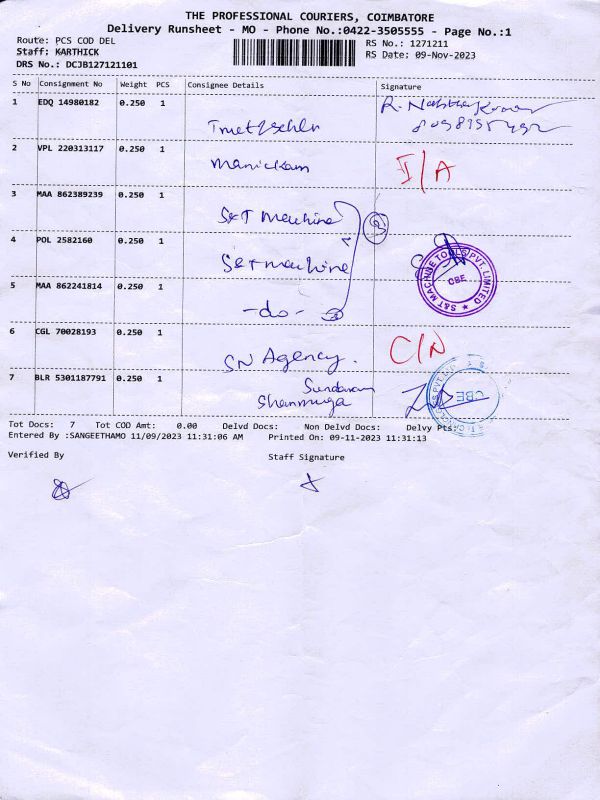 THE PROFESSIONAL COURIERS, COIMBATORE
Delivery Runsheet - MO - Phone No.:0422-3505555 - Page No.:1
Route: PCS COD DEL
RS No.: 1271211
Staff: KARTHICK
RS Date: 09-Nov-2023
DRS No.: DCJB127121101
S No Consignment No Weight PCS Consignee Details Signature
1 EDQ 14980182 0.250 1
2 VPL 220313117 0.250 1 Manickam I/A
3 MAA 862389239 0.250 1 S&T Machine
4 POL 2582160 0.250 1 S&T machine
S&T MACHINE TOOLS PVT. LIMITED
CBE
5 MAA 862241814 0.250 1 -do-
6 CGL 70028193 0.250 1 SN Agency. C/N
7 BLR 5301187791 0.250 1 Sundaram
Shanmuga
CBE
Tot Docs: 7 Tot COD Amt: 0.00 Delvd Docs: Non Delvd Docs: Delvy Pts:
Entered By :SANGEETHAMO 11/09/2023 11:31:06 AM Printed On: 09-11-2023 11:31:13
Verified By Staff Signature